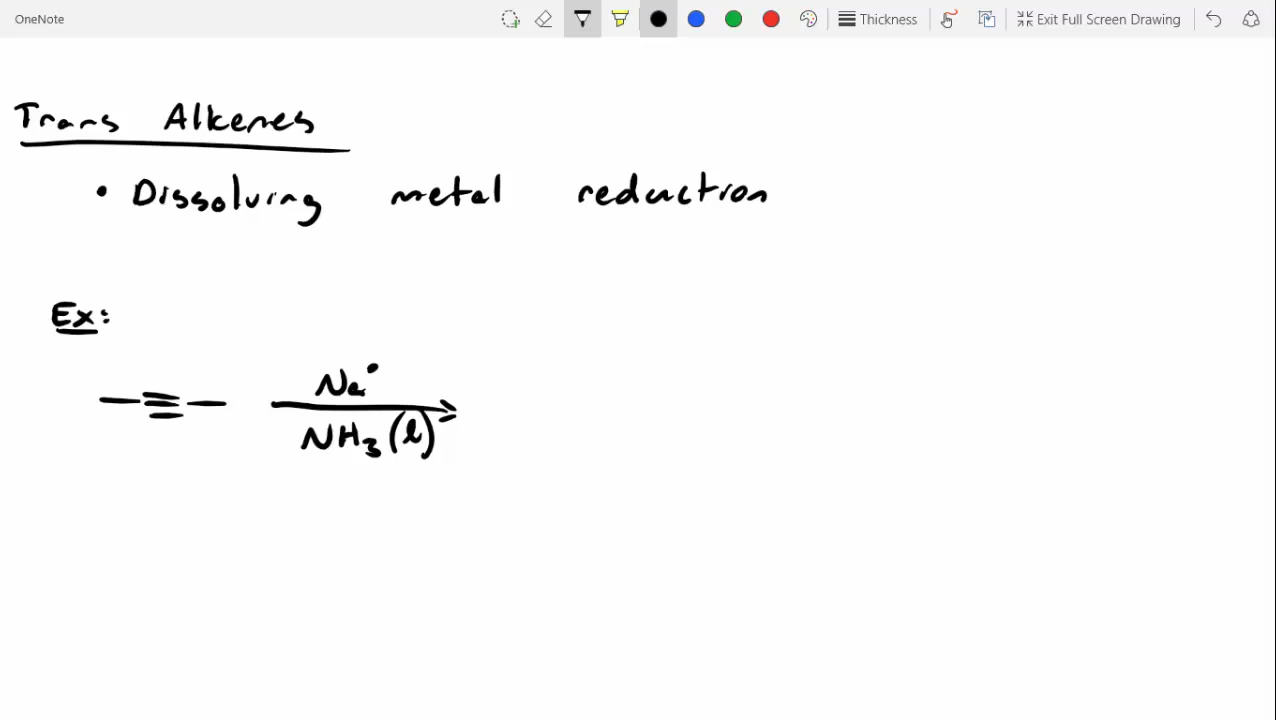 OneNote
Thickness
Exit Full Screen Drawing
Trans Alkenes
• Dissolving metal reduction
Ex:
Na•
NH₃(l)